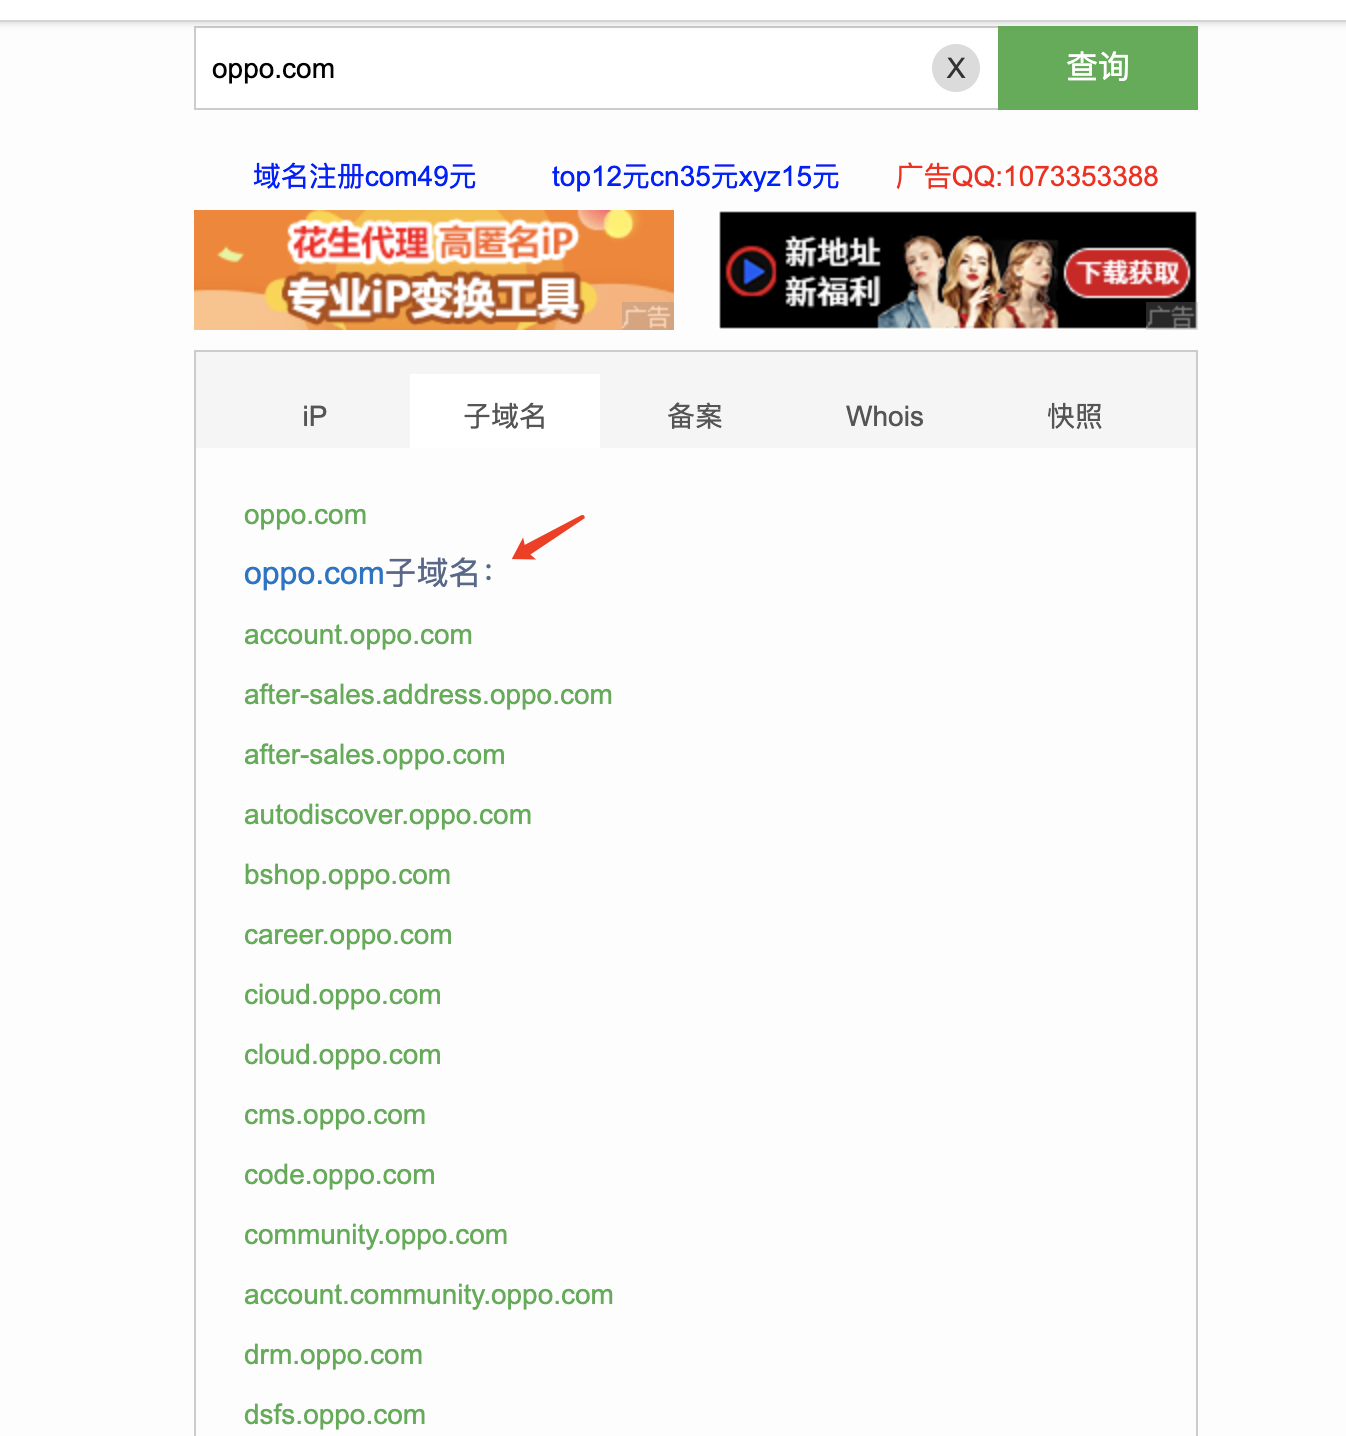 oppo.com
X
查询
域名注册com49元
top12元cn35元xyz15元
广告QQ:1073353388
花生代理 高匿名iP
专业iP变换工具
广告
新地址
新福利
下载获取
广告
iP
子域名
备案
Whois
快照
oppo.com
oppo.com子域名：
account.oppo.com
after-sales.address.oppo.com
after-sales.oppo.com
autodiscover.oppo.com
bshop.oppo.com
career.oppo.com
cioud.oppo.com
cloud.oppo.com
cms.oppo.com
code.oppo.com
community.oppo.com
account.community.oppo.com
drm.oppo.com
dsfs.oppo.com